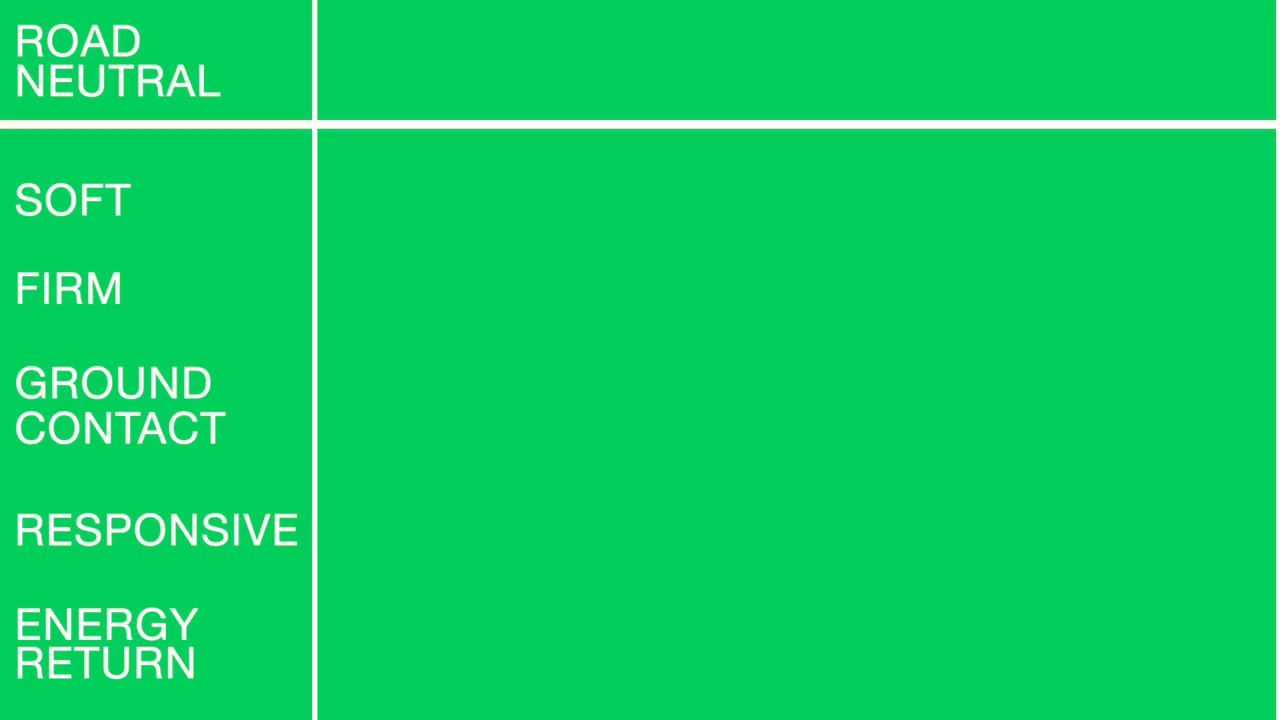 ROAD
NEUTRAL
SOFT
FIRM
GROUND
CONTACT
RESPONSIVE
ENERGY
RETURN